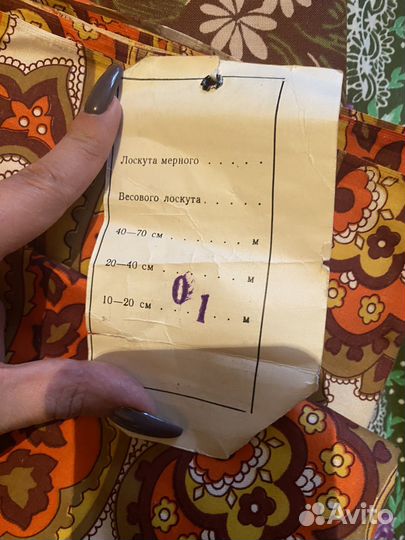 Лоскута мерного . . . . .
Весового лоскута . . . . .
40—70 см . . . . . . . м
20—40 см . . . . . . . м
10—20 см . . . . . . . м
01
Avito